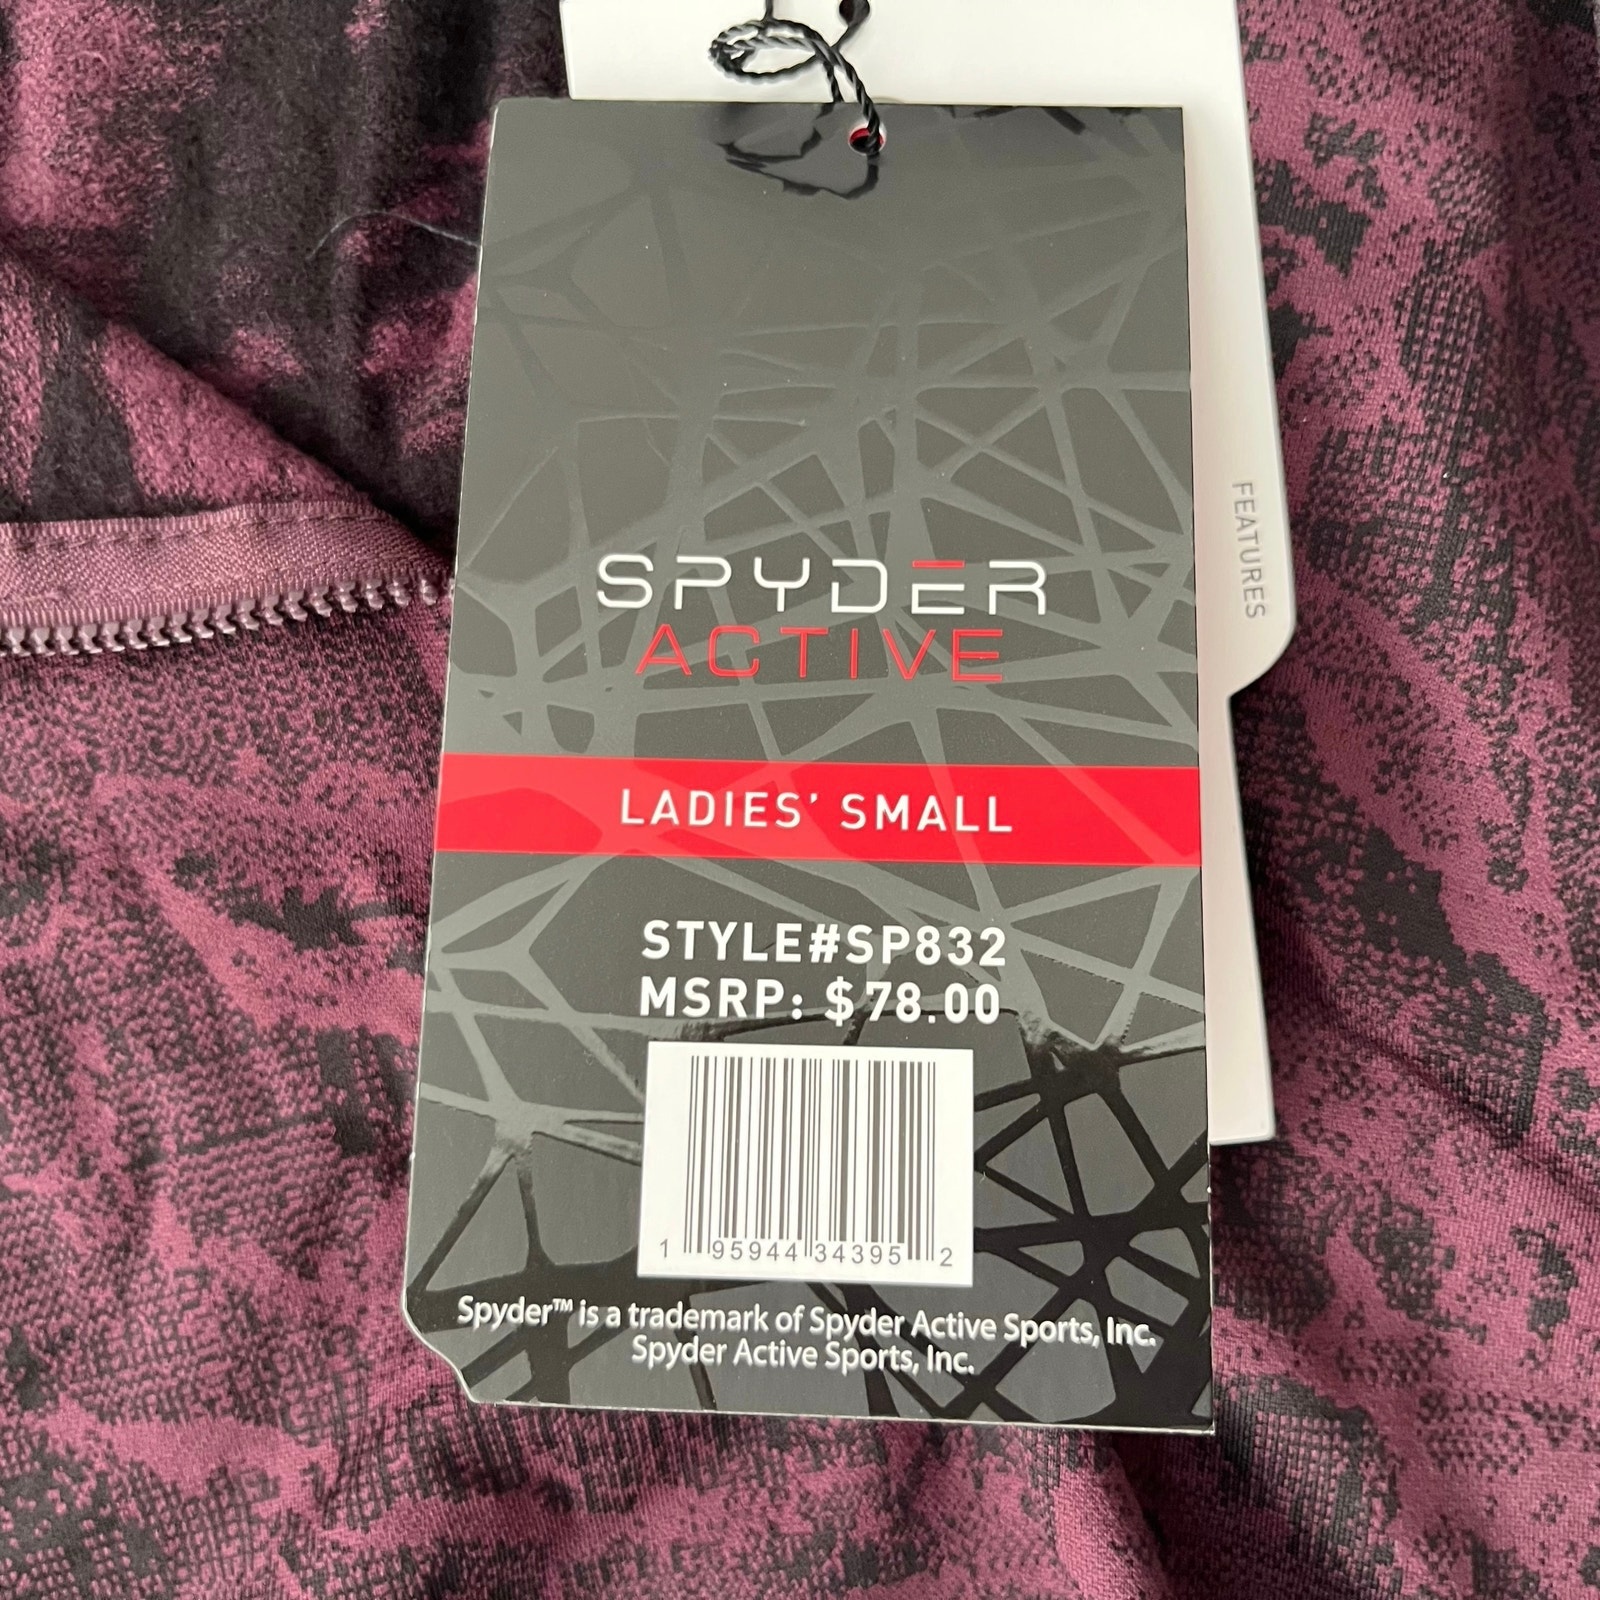 SPYDER
ACTIVE
LADIES' SMALL
STYLE#SP832
MSRP: $78.00
1 95944 34395 2
Spyder™ is a trademark of Spyder Active Sports, Inc.
Spyder Active Sports, Inc.
FEATURES